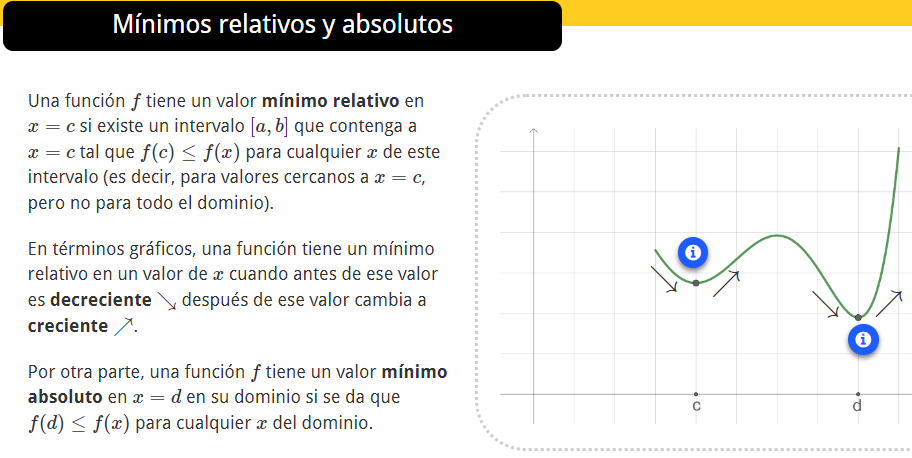 Mínimos relativos y absolutos
Una función f tiene un valor mínimo relativo en
x = c si existe un intervalo [a, b] que contenga a
x = c tal que f(c) ≤ f(x) para cualquier x de este
intervalo (es decir, para valores cercanos a x = c,
pero no para todo el dominio).
En términos gráficos, una función tiene un mínimo
relativo en un valor de x cuando antes de ese valor
es decreciente ↘ después de ese valor cambia a
creciente ↗.
Por otra parte, una función f tiene un valor mínimo
absoluto en x = d en su dominio si se da que
f(d) ≤ f(x) para cualquier x del dominio.
i
i
c
d